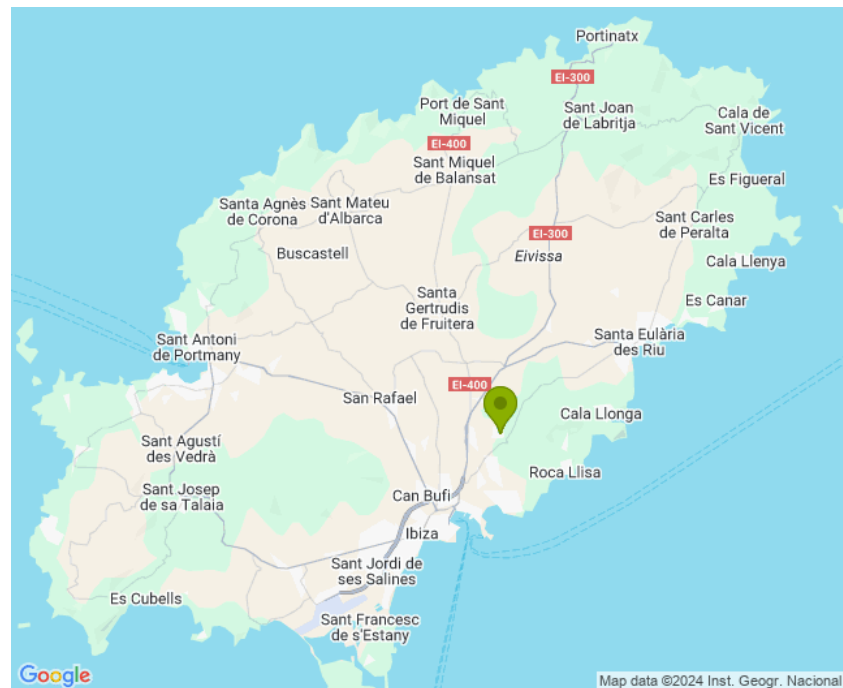 Portinatx
EI-300
Port de Sant
Miquel
Sant Joan
de Labritja
Cala de
Sant Vicent
EI-400
Sant Miquel
de Balansat
Es Figueral
Santa Agnès
de Corona
Sant Mateu
d'Albarca
Sant Carles
de Peralta
EI-300
Buscastell
Eivissa
Cala Llenya
Santa
Gertrudis
de Fruitera
Es Canar
Sant Antoni
de Portmany
Santa Eulària
des Riu
EI-400
San Rafael
Cala Llonga
Sant Agustí
des Vedrà
Roca Llisa
Sant Josep
de sa Talaia
Can Bufi
Ibiza
Sant Jordi de
ses Salines
Es Cubells
Sant Francesc
de s'Estany
Google
Map data ©2024 Inst. Geogr. Nacional